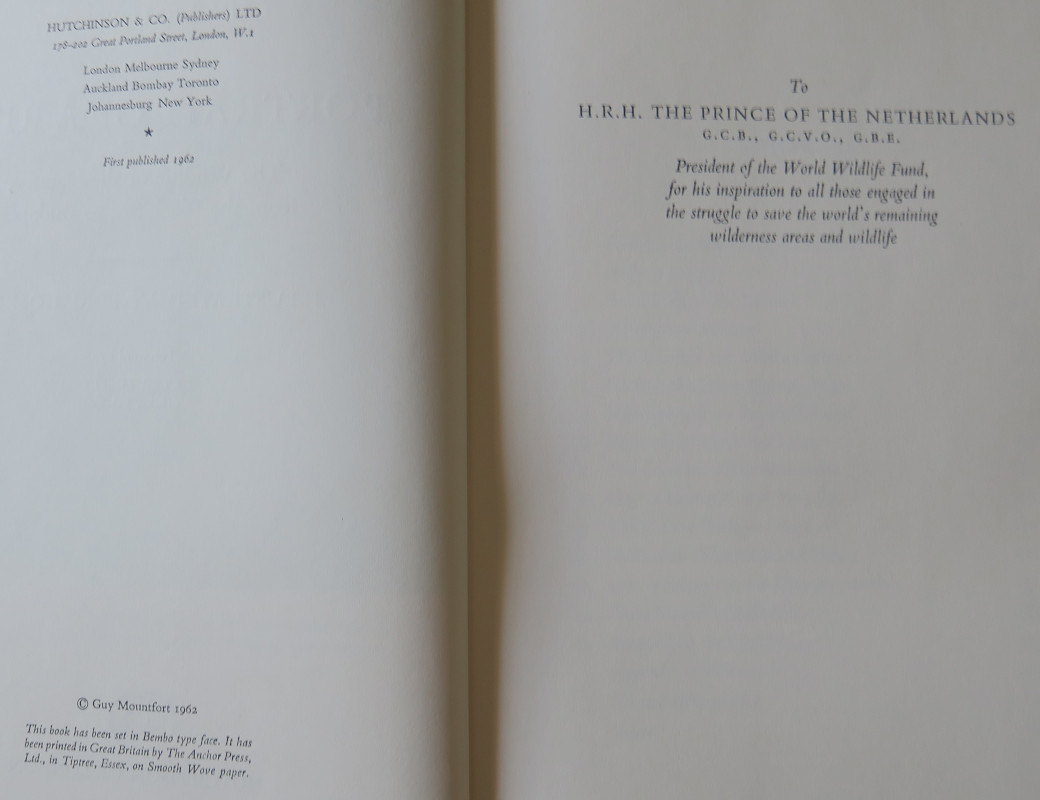 HUTCHINSON & CO. (Publishers) LTD
178-202 Great Portland Street, London, W.1
London Melbourne Sydney
Auckland Bombay Toronto
Johannesburg New York
★
First published 1962
© Guy Mountfort 1962
This book has been set in Bembo type face. It has
been printed in Great Britain by The Anchor Press,
Ltd., in Tiptree, Essex, on Smooth Wove paper.
To
H.R.H. THE PRINCE OF THE NETHERLANDS
G.C.B., G.C.V.O., G.B.E.
President of the World Wildlife Fund,
for his inspiration to all those engaged in
the struggle to save the world's remaining
wilderness areas and wildlife